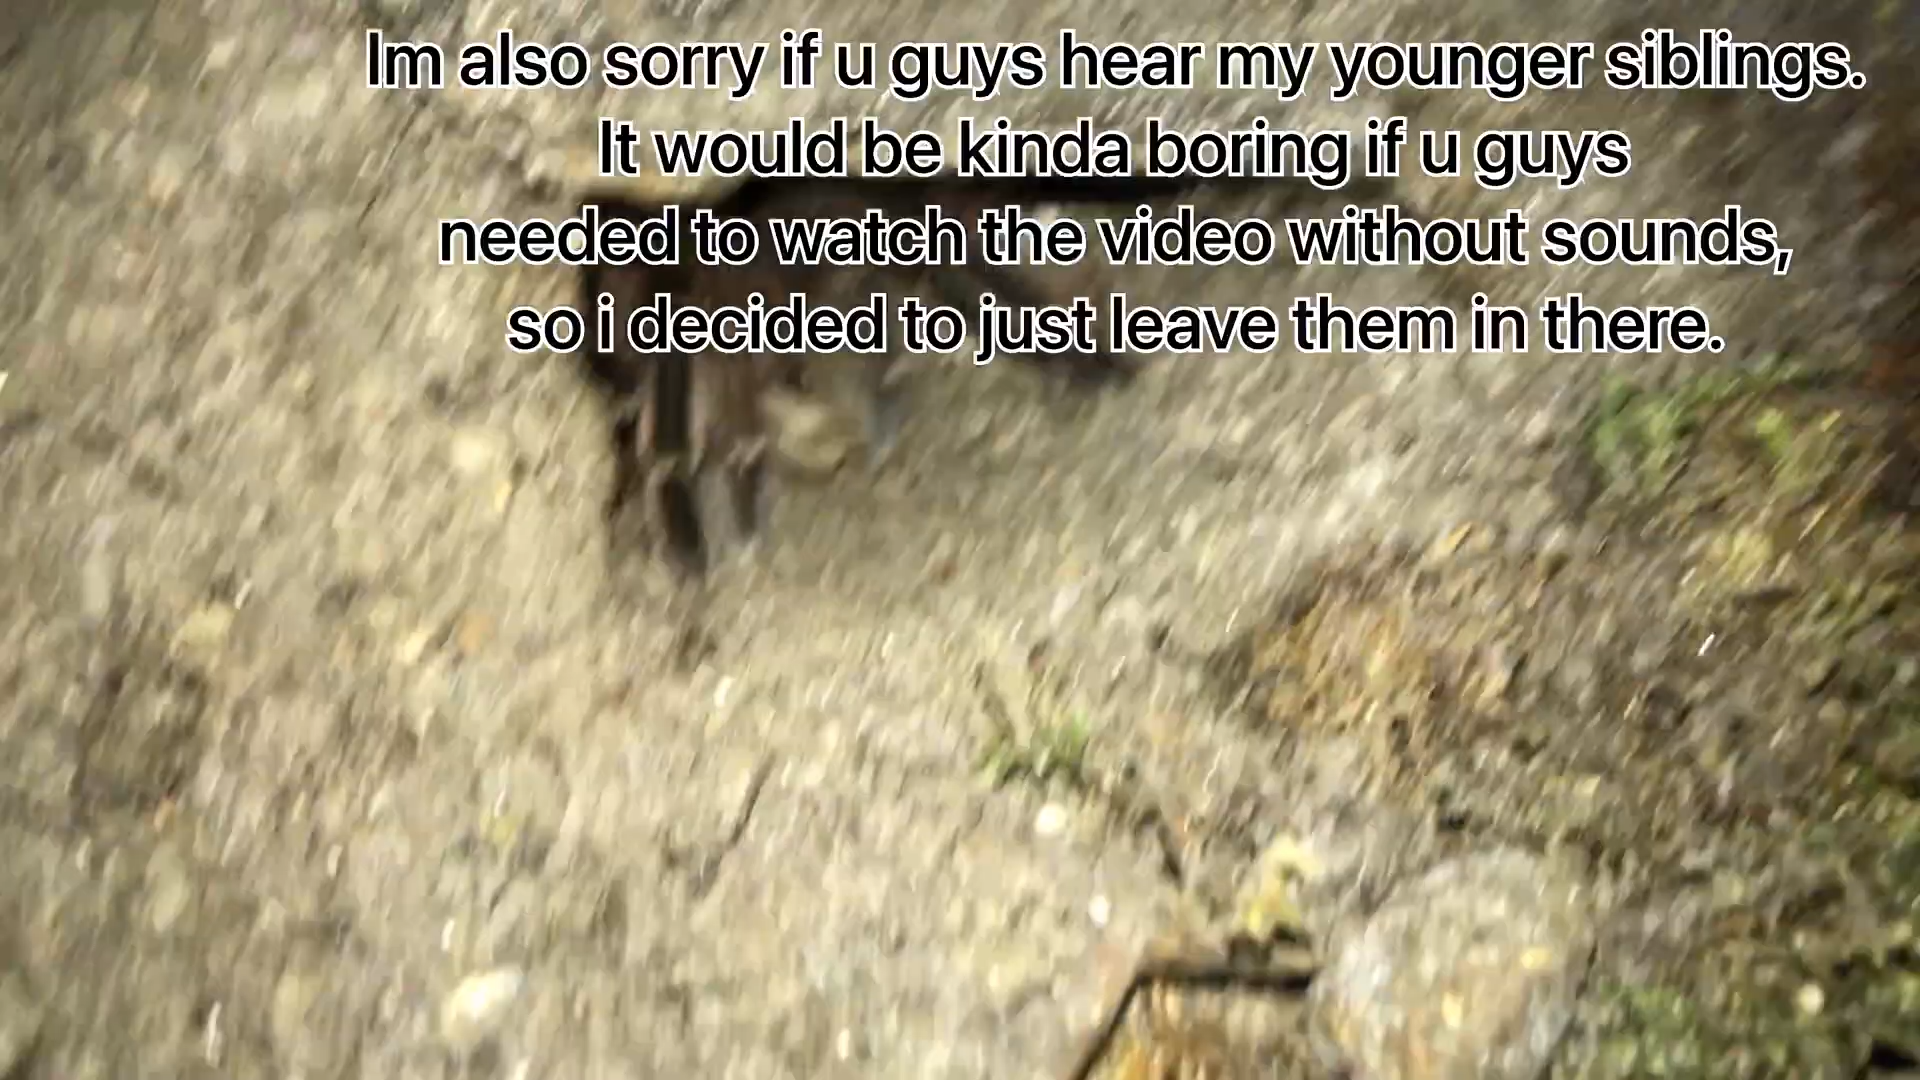 Im also sorry if u guys hear my younger siblings.
It would be kinda boring if u guys
needed to watch the video without sounds,
so i decided to just leave them in there.